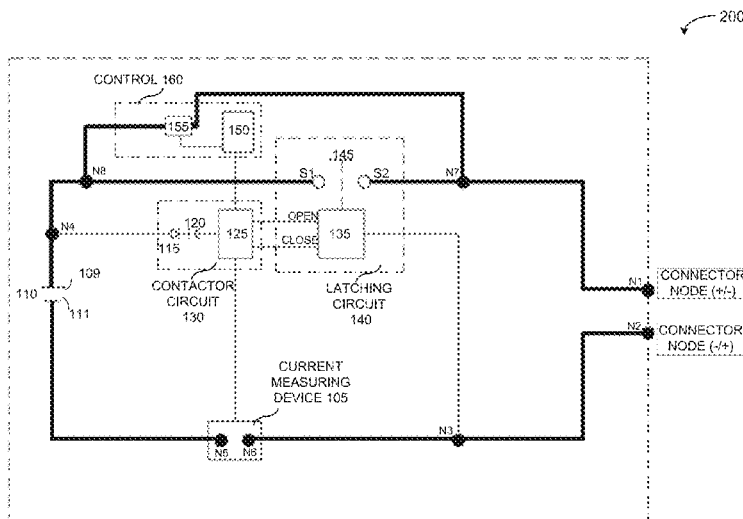 200
CONTROL 160
155
150
N8
S1
.145
S2
N7
N4
120
115
125
OPEN
CLOSE
135
109
110
111
CONTACTOR
CIRCUIT
130
LATCHING
CIRCUIT
140
N1
CONNECTOR
NODE (+/-)
N2
CONNECTOR
NODE (-/+)
CURRENT
MEASURING
DEVICE 105
N5
N6
N3